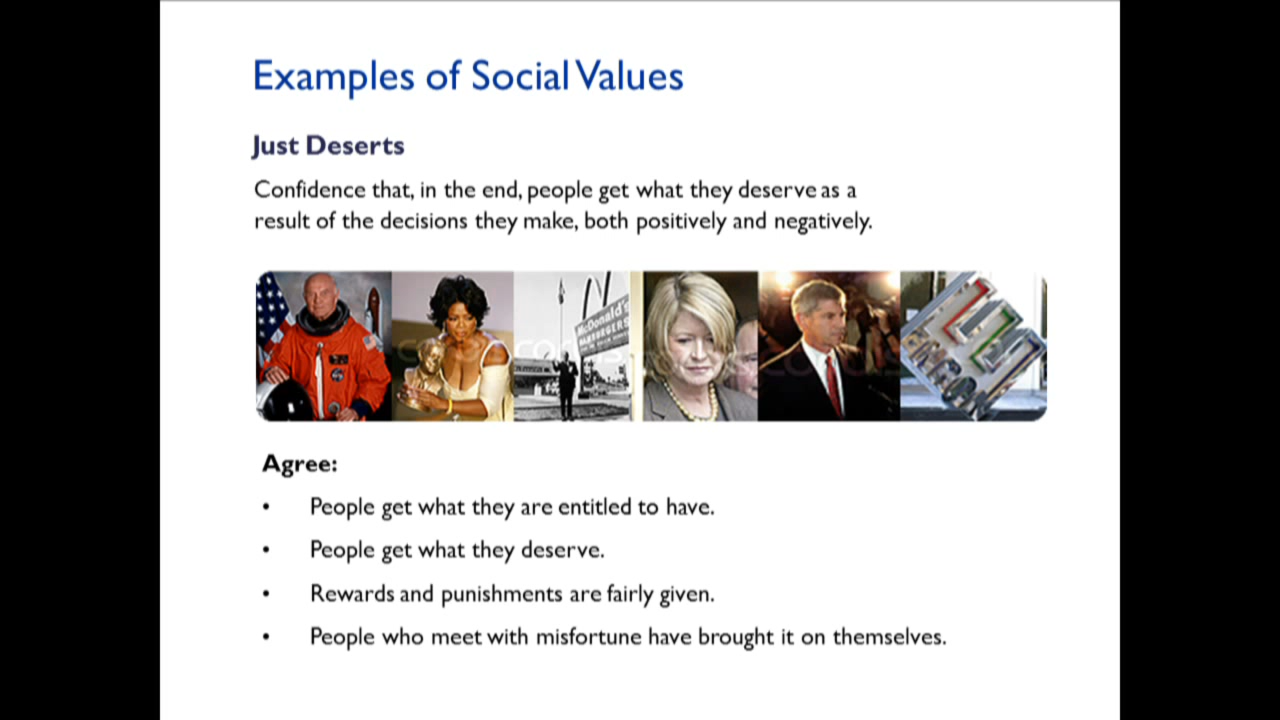 Examples of Social Values
Just Deserts
Confidence that, in the end, people get what they deserve as a
result of the decisions they make, both positively and negatively.
McDonald's
HAMBURGERS
ENRON
Agree:
• People get what they are entitled to have.
• People get what they deserve.
• Rewards and punishments are fairly given.
• People who meet with misfortune have brought it on themselves.